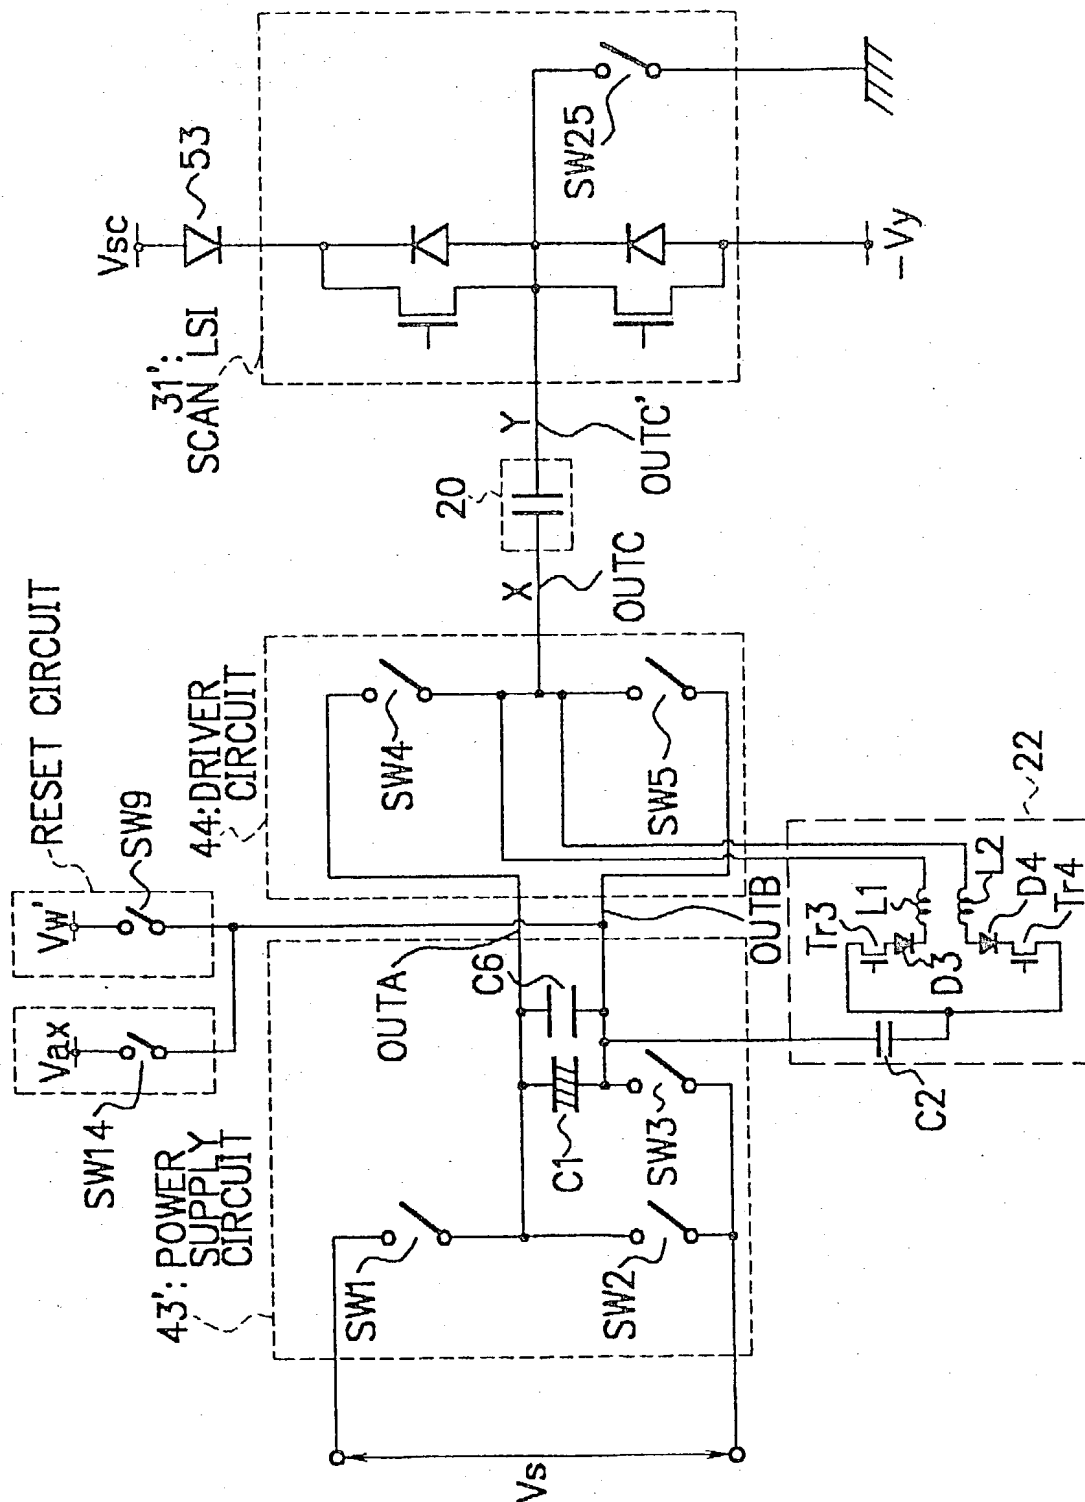 RESET CIRCUIT
Vw'
SW9
Vax
SW14
43': POWER
SUPPLY
CIRCUIT
44: DRIVER
CIRCUIT
31':
SCAN LSI
Vsc
53
Vs
SW1
SW2
SW3
C1
C6
OUTA
OUTB
SW4
SW5
X
OUTC
20
Y
OUTC'
SW25
-Vy
22
C2
Tr3
L1
D3
L2
D4
Tr4